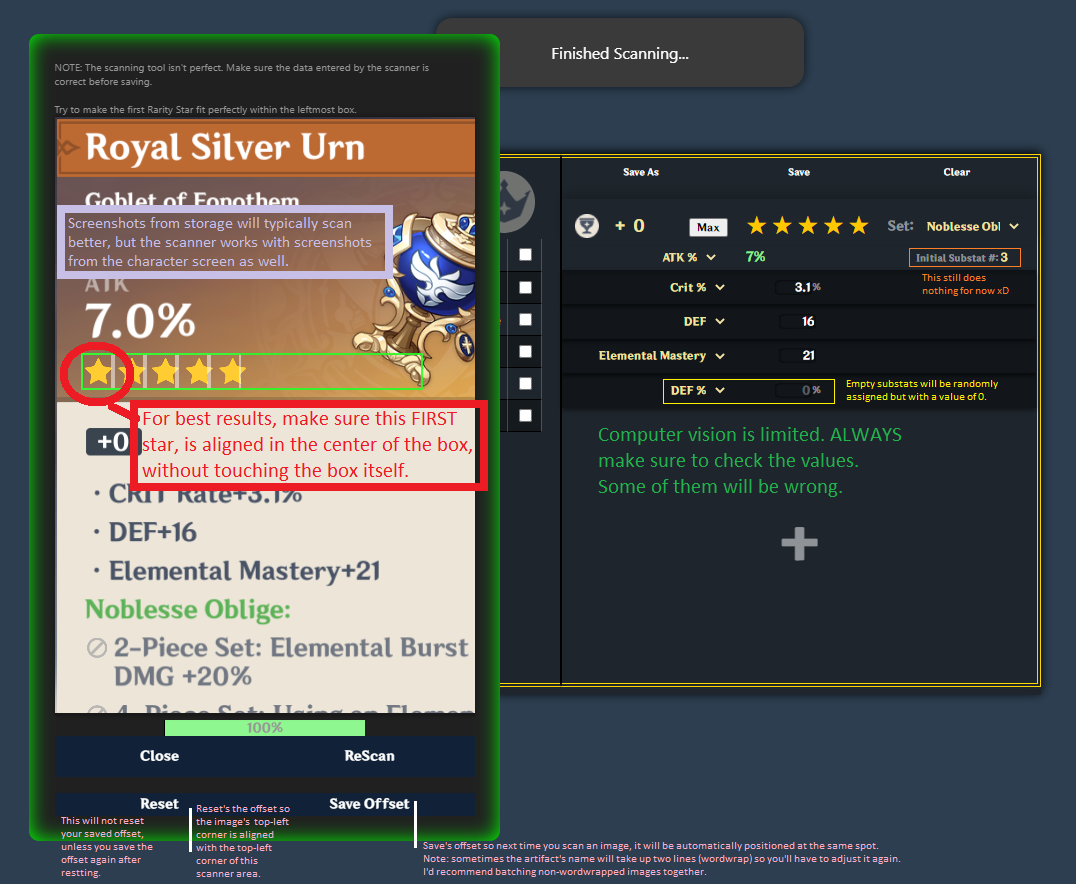 Finished Scanning...
NOTE: The scanning tool isn't perfect. Make sure the data entered by the scanner is
correct before saving.
Try to make the first Rarity Star fit perfectly within the leftmost box.
Royal Silver Urn
Goblet of Eonothem
Screenshots from storage will typically scan
better, but the scanner works with screenshots
from the character screen as well.
ATK
7.0%
For best results, make sure this FIRST
star, is aligned in the center of the box,
without touching the box itself.
+0
· CRIT Rate+3.1%
· DEF+16
· Elemental Mastery+21
Noblesse Oblige:
2-Piece Set: Elemental Burst
DMG +20%
4-Piece Set: Using an Elemen
100%
Close ReScan
Reset Save Offset
This will not reset
your saved offset,
unless you save the
offset again after
restting.
Reset's the offset so
the image's top-left
corner is aligned
with the top-left
corner of this
scanner area.
Save's offset so next time you scan an image, it will be automatically positioned at the same spot.
Note: sometimes the artifact's name will take up two lines (wordwrap) so you'll have to adjust it again.
I'd recommend batching non-wordwrapped images together.
Save As Save Clear
+ 0 Max Set: Noblesse Obl
ATK % 7% Initial Substat #: 3
This still does
nothing for now xD
Crit % 3.1%
DEF 16
Elemental Mastery 21
DEF % 0%
Empty substats will be randomly
assigned but with a value of 0.
Computer vision is limited. ALWAYS
make sure to check the values.
Some of them will be wrong.